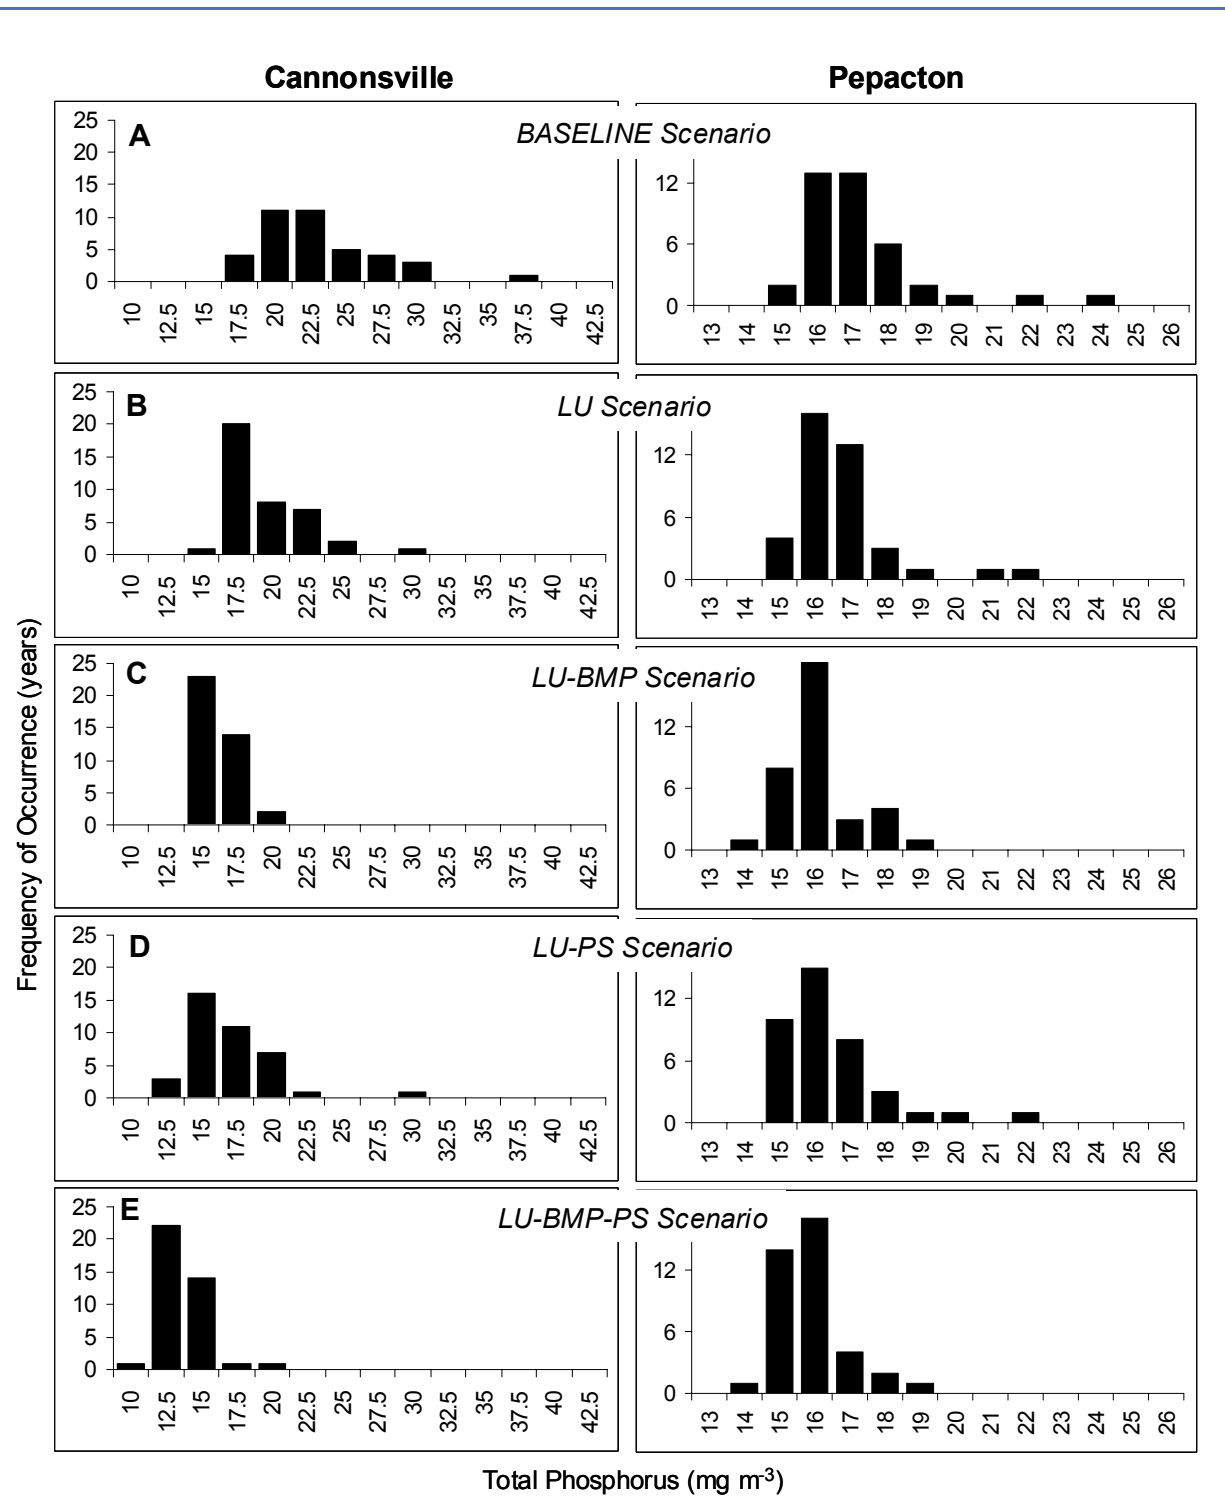 Cannonsville Pepacton
A BASELINE Scenario
25
20
15
10
5
0
10 12.5 15 17.5 20 22.5 25 27.5 30 32.5 35 37.5 40 42.5
12
6
0
13 14 15 16 17 18 19 20 21 22 23 24 25 26
B LU Scenario
25
20
15
10
5
0
10 12.5 15 17.5 20 22.5 25 27.5 30 32.5 35 37.5 40 42.5
12
6
0
13 14 15 16 17 18 19 20 21 22 23 24 25 26
C LU-BMP Scenario
25
20
15
10
5
0
10 12.5 15 17.5 20 22.5 25 27.5 30 32.5 35 37.5 40 42.5
12
6
0
13 14 15 16 17 18 19 20 21 22 23 24 25 26
D LU-PS Scenario
25
20
15
10
5
0
10 12.5 15 17.5 20 22.5 25 27.5 30 32.5 35 37.5 40 42.5
12
6
0
13 14 15 16 17 18 19 20 21 22 23 24 25 26
E LU-BMP-PS Scenario
25
20
15
10
5
0
10 12.5 15 17.5 20 22.5 25 27.5 30 32.5 35 37.5 40 42.5
12
6
0
13 14 15 16 17 18 19 20 21 22 23 24 25 26
Frequency of Occurrence (years)
Total Phosphorus (mg m⁻³)